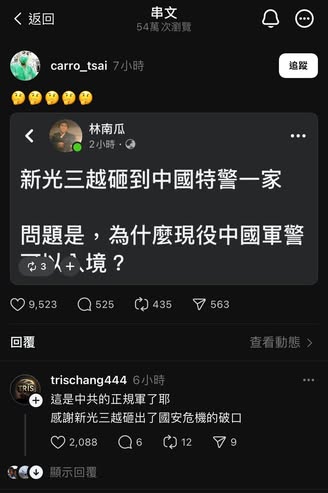 返回
串文
54萬次瀏覽
carro_tsai 7小時
追蹤
林南瓜
2小時
新光三越砸到中國特警一家
問題是,為什麼現役中國軍警
可以入境?
3
9,523 525 435 563
回覆
查看動態
trischang444 6小時
TRIS
這是中共的正規軍了耶
感謝新光三越砸出了國安危機的破口
2,088 6 12 9
顯示回覆